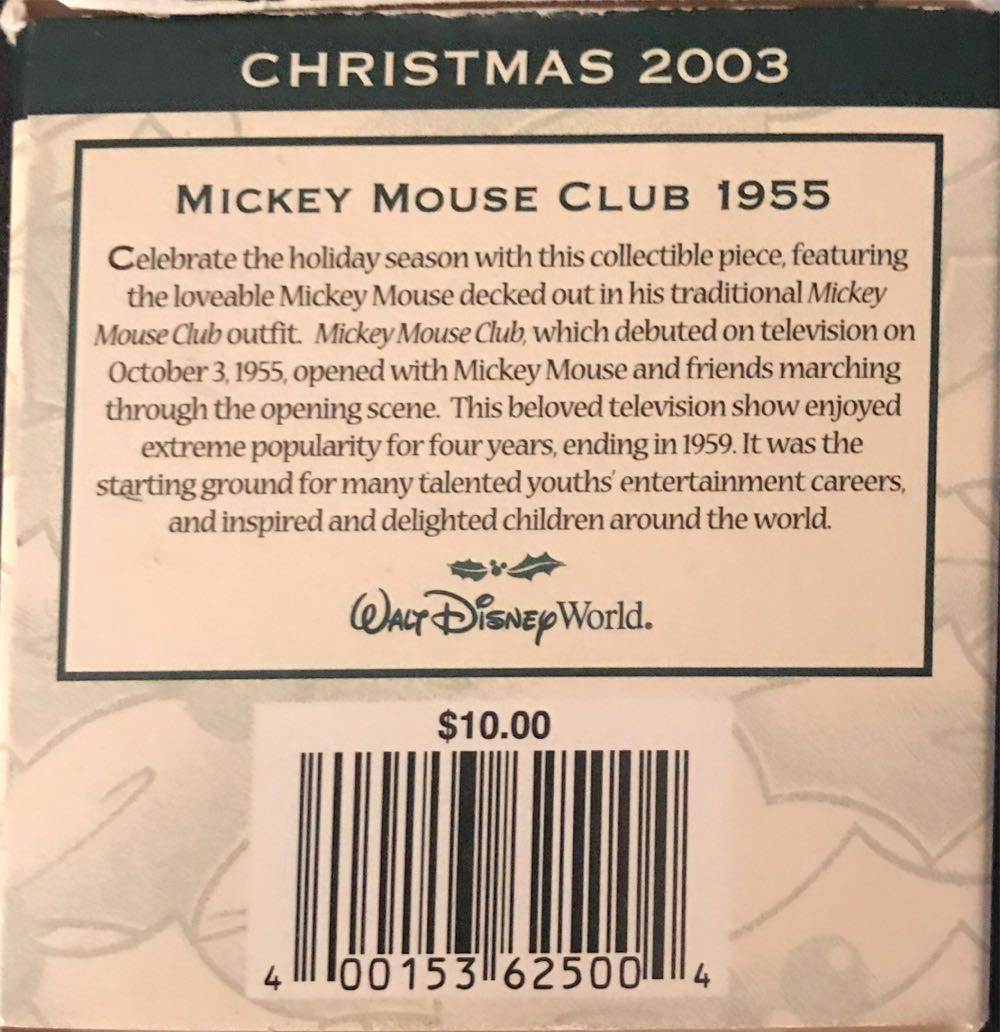 CHRISTMAS 2003
MICKEY MOUSE CLUB 1955
Celebrate the holiday season with this collectible piece, featuring
the loveable Mickey Mouse decked out in his traditional Mickey
Mouse Club outfit. Mickey Mouse Club, which debuted on television on
October 3, 1955, opened with Mickey Mouse and friends marching
through the opening scene. This beloved television show enjoyed
extreme popularity for four years, ending in 1959. It was the
starting ground for many talented youths' entertainment careers,
and inspired and delighted children around the world.
WALT DISNEY World.
$10.00
4 00153 62500 4